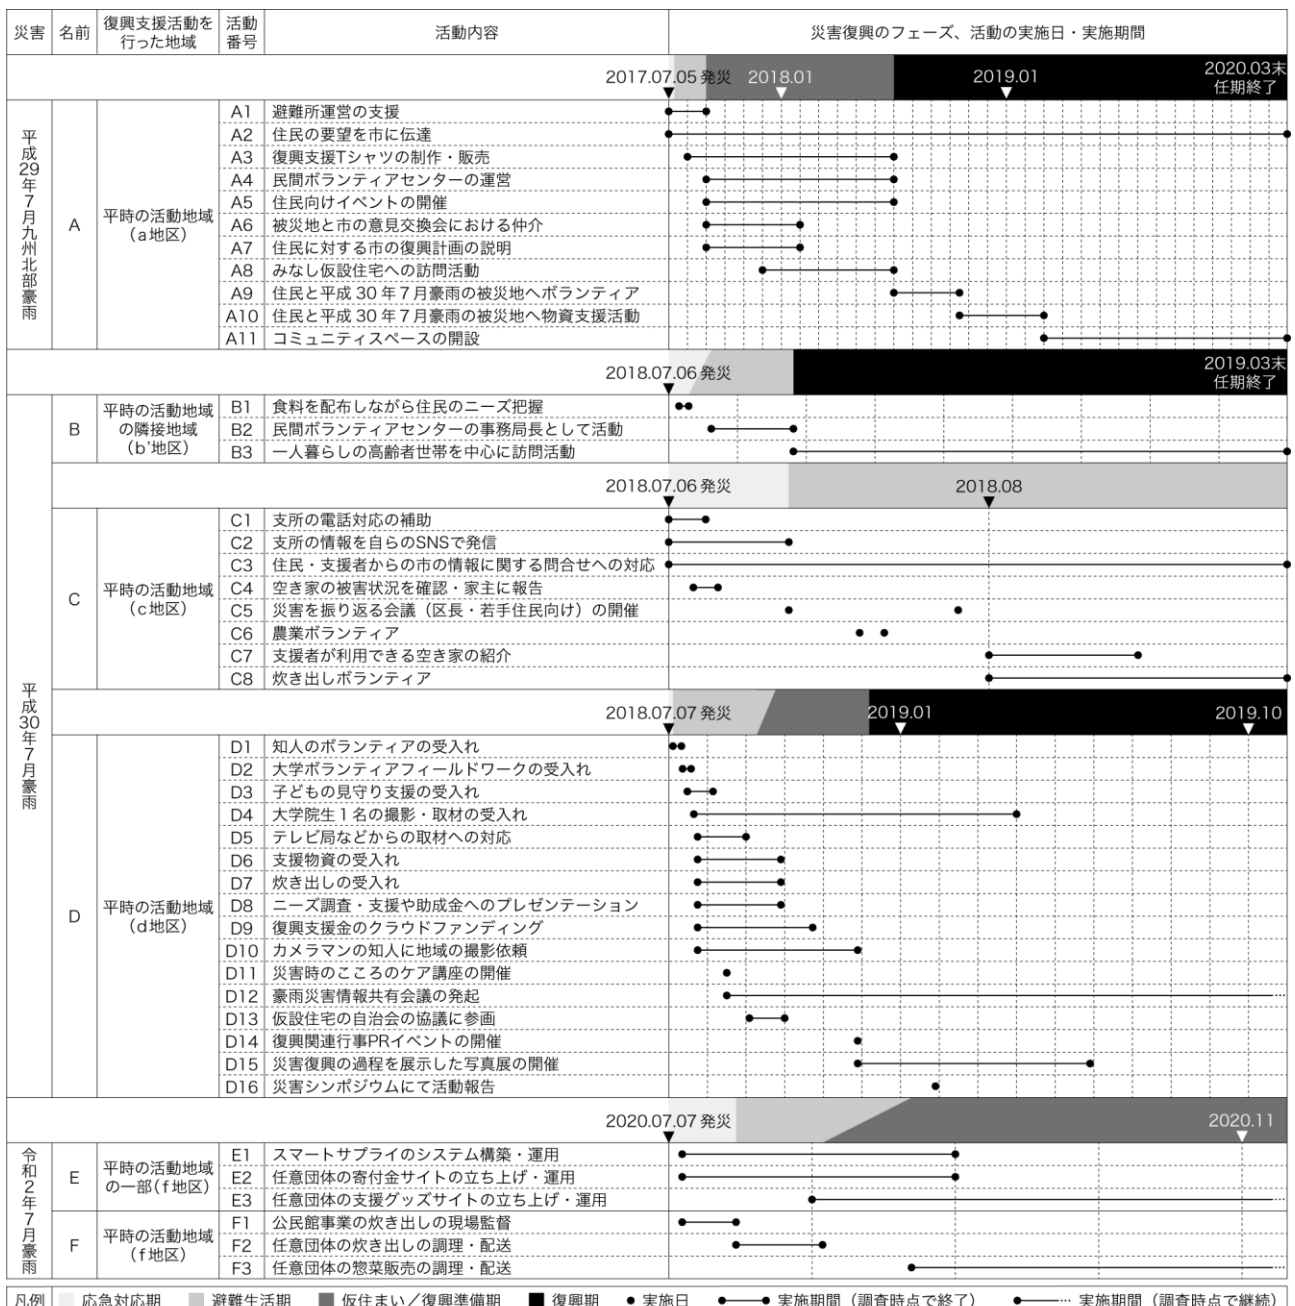 災害 名前 復興支援活動を行った地域 活動番号 活動内容 災害復興のフェーズ、活動の実施日・実施期間
2017.07.05 発災 2018.01 2019.01 2020.03末 任期終了
平成29年7月九州北部豪雨
A
平時の活動地域
(a地区)
A1 避難所運営の支援
A2 住民の要望を市に伝達
A3 復興支援Tシャツの制作・販売
A4 民間ボランティアセンターの運営
A5 住民向けイベントの開催
A6 被災地と市の意見交換会における仲介
A7 住民に対する市の復興計画の説明
A8 みなし仮設住宅への訪問活動
A9 住民と平成 30 年 7 月豪雨の被災地へボランティア
A10 住民と平成 30 年 7 月豪雨の被災地へ物資支援活動
A11 コミュニティスペースの開設
2018.07.06 発災 2019.03末 任期終了
平成30年7月豪雨
B
平時の活動地域
の隣接地域
(b'地区)
B1 食料を配布しながら住民のニーズ把握
B2 民間ボランティアセンターの事務局長として活動
B3 一人暮らしの高齢者世帯を中心に訪問活動
2018.07.06 発災 2018.08
C
平時の活動地域
(c地区)
C1 支所の電話対応の補助
C2 支所の情報を自らのSNSで発信
C3 住民・支援者からの市の情報に関する問合せへの対応
C4 空き家の被害状況を確認・家主に報告
C5 災害を振り返る会議（区長・若手住民向け）の開催
C6 農業ボランティア
C7 支援者が利用できる空き家の紹介
C8 炊き出しボランティア
2018.07.07 発災 2019.01 2019.10
D
平時の活動地域
(d地区)
D1 知人のボランティアの受入れ
D2 大学ボランティアフィールドワークの受入れ
D3 子どもの見守り支援の受入れ
D4 大学院生 1 名の撮影・取材の受入れ
D5 テレビ局などからの取材への対応
D6 支援物資の受入れ
D7 炊き出しの受入れ
D8 ニーズ調査・支援や助成金へのプレゼンテーション
D9 復興支援金のクラウドファンディング
D10 カメラマンの知人に地域の撮影依頼
D11 災害時のこころのケア講座の開催
D12 豪雨災害情報共有会議の発起
D13 仮設住宅の自治会の協議に参画
D14 復興関連行事PRイベントの開催
D15 災害復興の過程を展示した写真展の開催
D16 災害シンポジウムにて活動報告
2020.07.07 発災 2020.11
令和2年7月豪雨
E
平時の活動地域
の一部(f地区)
E1 スマートサプライのシステム構築・運用
E2 任意団体の寄付金サイトの立ち上げ・運用
E3 任意団体の支援グッズサイトの立ち上げ・運用
F
平時の活動地域
(f地区)
F1 公民館事業の炊き出しの現場監督
F2 任意団体の炊き出しの調理・配送
F3 任意団体の惣菜販売の調理・配送
凡例 応急対応期 避難生活期 仮住まい／復興準備期 復興期 実施日 実施期間（調査時点で終了） 実施期間（調査時点で継続）